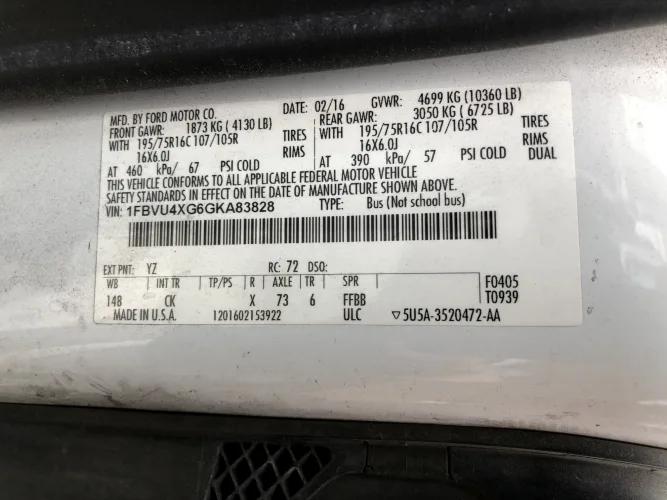 MFD. BY FORD MOTOR CO. DATE: 02/16 GVWR: 4699 KG (10360 LB)
FRONT GAWR: 1873 KG ( 4130 LB) REAR GAWR: 3050 KG ( 6725 LB)
WITH 195/75R16C 107/105R TIRES WITH 195/75R16C 107/105R TIRES
16X6.0J RIMS 16X6.0J RIMS
AT 460 kPa/ 67 PSI COLD AT 390 kPa/ 57 PSI COLD DUAL
THIS VEHICLE CONFORMS TO ALL APPLICABLE FEDERAL MOTOR VEHICLE
SAFETY STANDARDS IN EFFECT ON THE DATE OF MANUFACTURE SHOWN ABOVE.
VIN: 1FBVU4XG6GKA83828 TYPE: Bus (Not school bus)
EXT PNT: YZ RC: 72 DSO:
WB INT TR TP/PS R AXLE TR SPR F0405
148 CK X 73 6 FFBB T0939
MADE IN U.S.A. 1201602153922 ULC ▽5U5A-3520472-AA